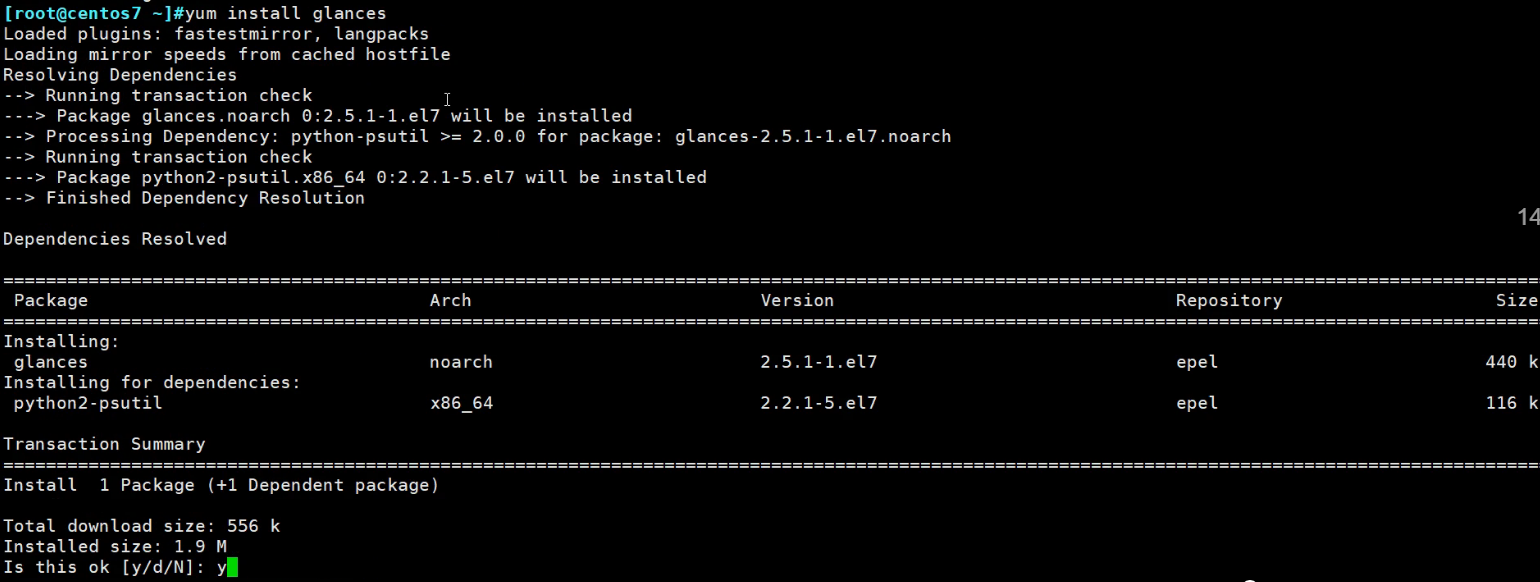 [root@centos7 ~]#yum install glances
Loaded plugins: fastestmirror, langpacks
Loading mirror speeds from cached hostfile
Resolving Dependencies
--> Running transaction check
---> Package glances.noarch 0:2.5.1-1.el7 will be installed
--> Processing Dependency: python-psutil >= 2.0.0 for package: glances-2.5.1-1.el7.noarch
--> Running transaction check
---> Package python2-psutil.x86_64 0:2.2.1-5.el7 will be installed
--> Finished Dependency Resolution
14
Dependencies Resolved
================================================================================
Package Arch Version Repository Size
================================================================================
Installing:
glances noarch 2.5.1-1.el7 epel 440 k
Installing for dependencies:
python2-psutil x86_64 2.2.1-5.el7 epel 116 k
Transaction Summary
================================================================================
Install 1 Package (+1 Dependent package)
Total download size: 556 k
Installed size: 1.9 M
Is this ok [y/d/N]: y